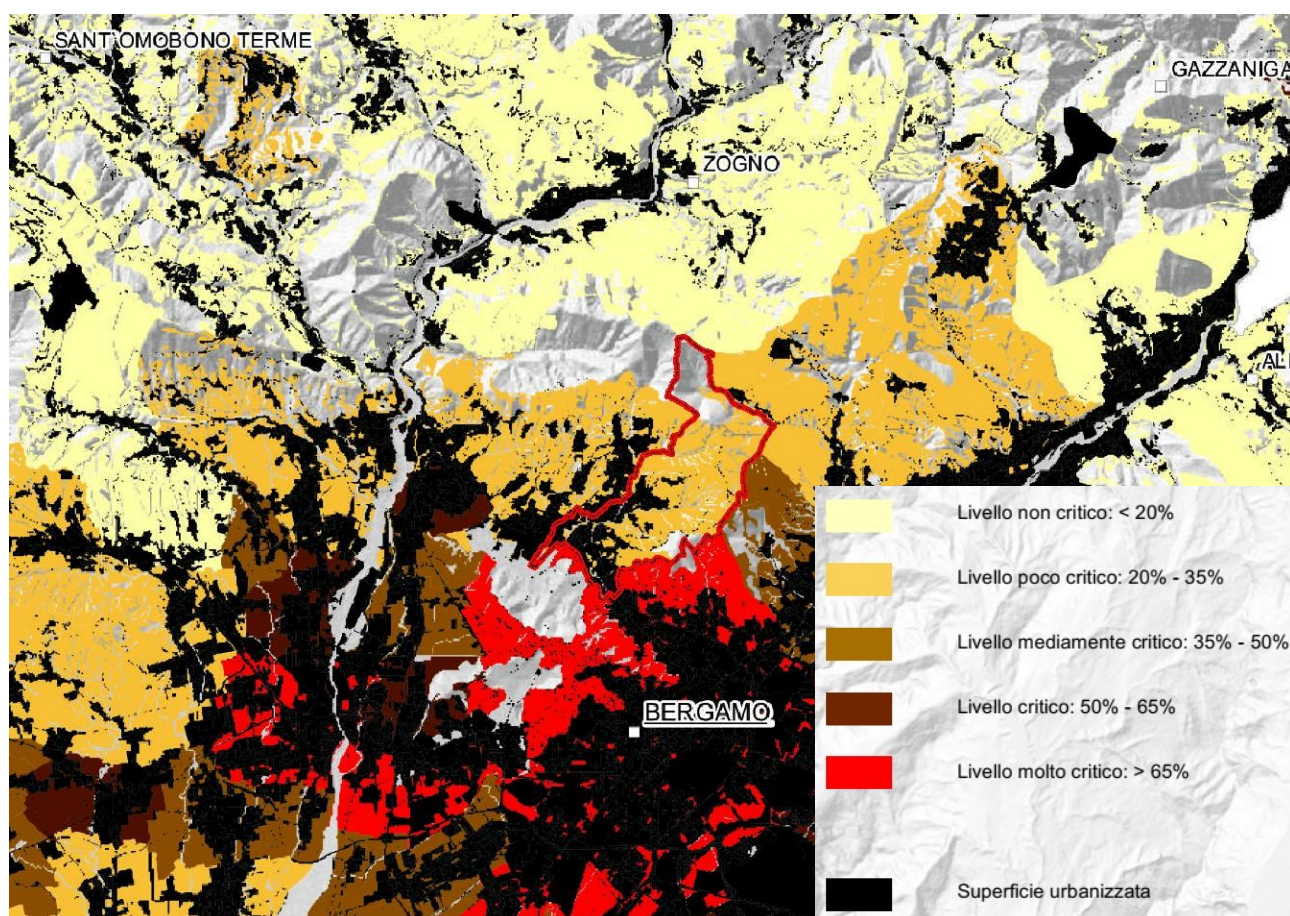 SANT'OMOBONO TERME
GAZZANIGA
ZOGNO
AL
Livello non critico: < 20%
Livello poco critico: 20% - 35%
Livello mediamente critico: 35% - 50%
Livello critico: 50% - 65%
BERGAMO
Livello molto critico: > 65%
Superficie urbanizzata